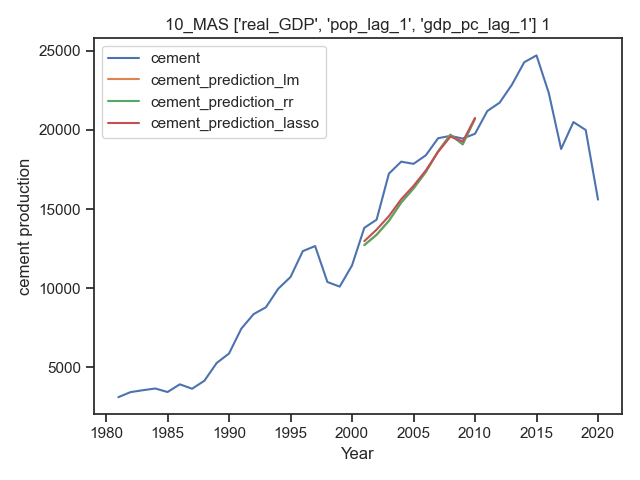 10_MAS ['real_GDP', 'pop_lag_1', 'gdp_pc_lag_1'] 1
25000
20000
15000
10000
5000
cement production
cement
cement_prediction_lm
cement_prediction_rr
cement_prediction_lasso
1980 1985 1990 1995 2000 2005 2010 2015 2020
Year